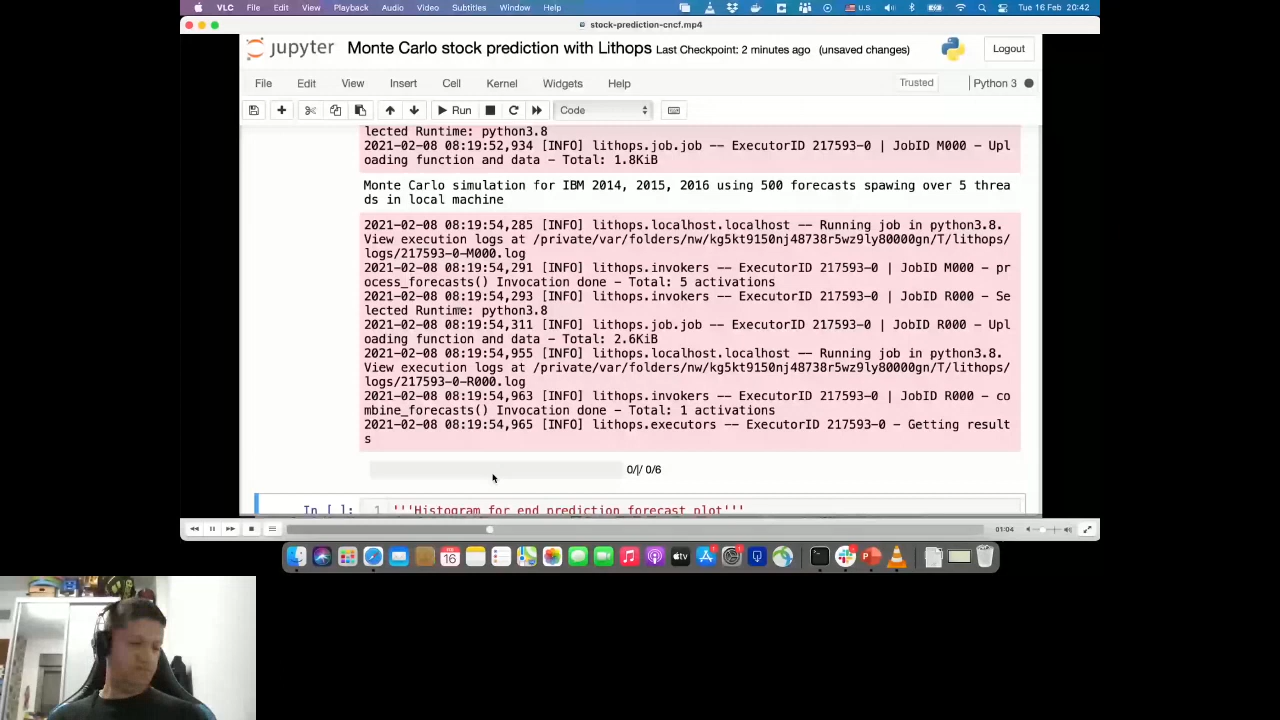 VLC File Edit View Playback Audio Video Subtitles Window Help U.S. Tue 16 Feb 20:42
stock-prediction-cncf.mp4
jupyter Monte Carlo stock prediction with Lithops Last Checkpoint: 2 minutes ago (unsaved changes) Logout
File Edit View Insert Cell Kernel Widgets Help Trusted Python 3
Run Code
lected Runtime: python3.8
2021-02-08 08:19:52,934 [INFO] lithops.job.job -- ExecutorID 217593-0 | JobID M000 - Upl
oading function and data - Total: 1.8KiB
Monte Carlo simulation for IBM 2014, 2015, 2016 using 500 forecasts spawing over 5 threa
ds in local machine
2021-02-08 08:19:54,285 [INFO] lithops.localhost.localhost -- Running job in python3.8.
View execution logs at /private/var/folders/nw/kg5kt9150nj48738r5wz9ly80000gn/T/lithops/
logs/217593-0-M000.log
2021-02-08 08:19:54,291 [INFO] lithops.invokers -- ExecutorID 217593-0 | JobID M000 - pr
ocess_forecasts() Invocation done - Total: 5 activations
2021-02-08 08:19:54,293 [INFO] lithops.invokers -- ExecutorID 217593-0 | JobID R000 - Se
lected Runtime: python3.8
2021-02-08 08:19:54,311 [INFO] lithops.job.job -- ExecutorID 217593-0 | JobID R000 - Upl
oading function and data - Total: 2.6KiB
2021-02-08 08:19:54,955 [INFO] lithops.localhost.localhost -- Running job in python3.8.
View execution logs at /private/var/folders/nw/kg5kt9150nj48738r5wz9ly80000gn/T/lithops/
logs/217593-0-R000.log
2021-02-08 08:19:54,963 [INFO] lithops.invokers -- ExecutorID 217593-0 | JobID R000 - co
mbine_forecasts() Invocation done - Total: 1 activations
2021-02-08 08:19:54,965 [INFO] lithops.executors -- ExecutorID 217593-0 - Getting result
s
0/|/ 0/6
In [ ]: 1 '''Histogram for end prediction forecast plot'''
01:04
16
tv